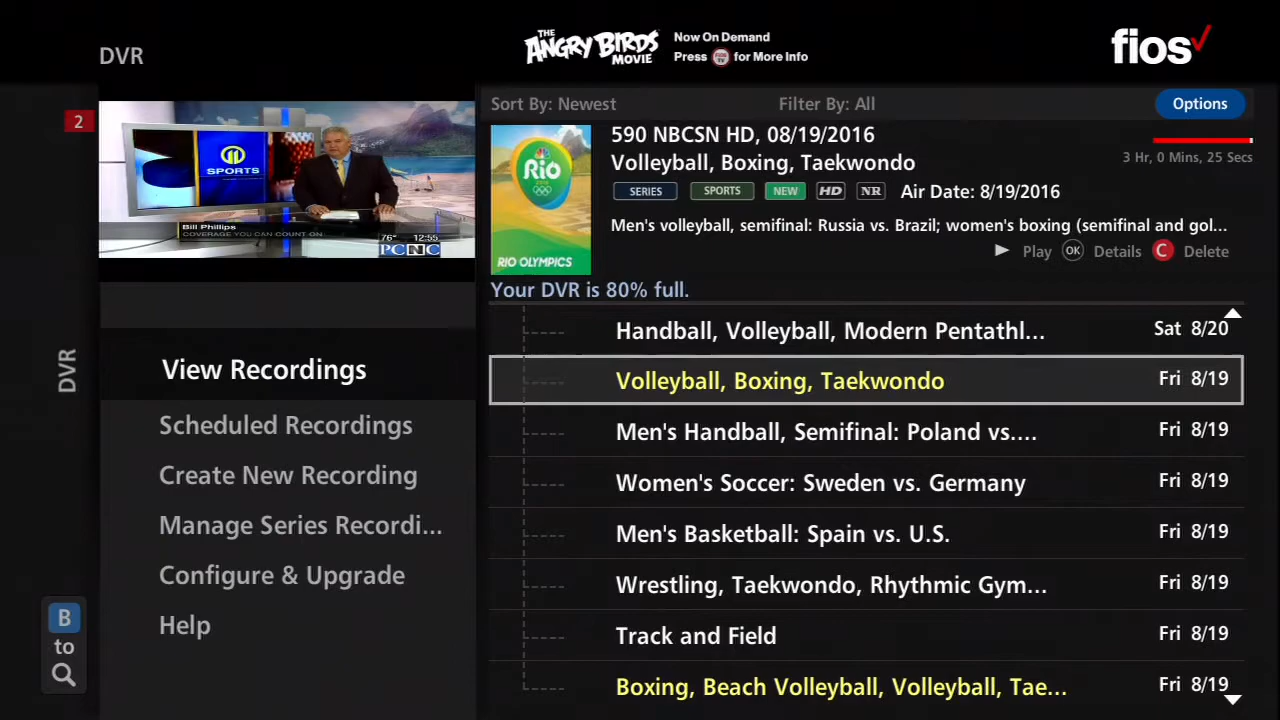 DVR
THE
ANGRY BIRDS
MOVIE
Now On Demand
Press FIOS TV for More Info
fios
2
SPORTS
Bill Phillips
COVERAGE YOU CAN COUNT ON
76° 12:55
PCNC
DVR
View Recordings
Scheduled Recordings
Create New Recording
Manage Series Recordi...
Configure & Upgrade
Help
B
to
Sort By: Newest Filter By: All Options
Rio
RIO OLYMPICS
590 NBCSN HD, 08/19/2016
Volleyball, Boxing, Taekwondo
3 Hr, 0 Mins, 25 Secs
SERIES SPORTS NEW HD NR Air Date: 8/19/2016
Men's volleyball, semifinal: Russia vs. Brazil; women's boxing (semifinal and gol...
Play OK Details C Delete
Your DVR is 80% full.
Handball, Volleyball, Modern Pentathl... Sat 8/20
Volleyball, Boxing, Taekwondo Fri 8/19
Men's Handball, Semifinal: Poland vs.... Fri 8/19
Women's Soccer: Sweden vs. Germany Fri 8/19
Men's Basketball: Spain vs. U.S. Fri 8/19
Wrestling, Taekwondo, Rhythmic Gym... Fri 8/19
Track and Field Fri 8/19
Boxing, Beach Volleyball, Volleyball, Tae... Fri 8/19